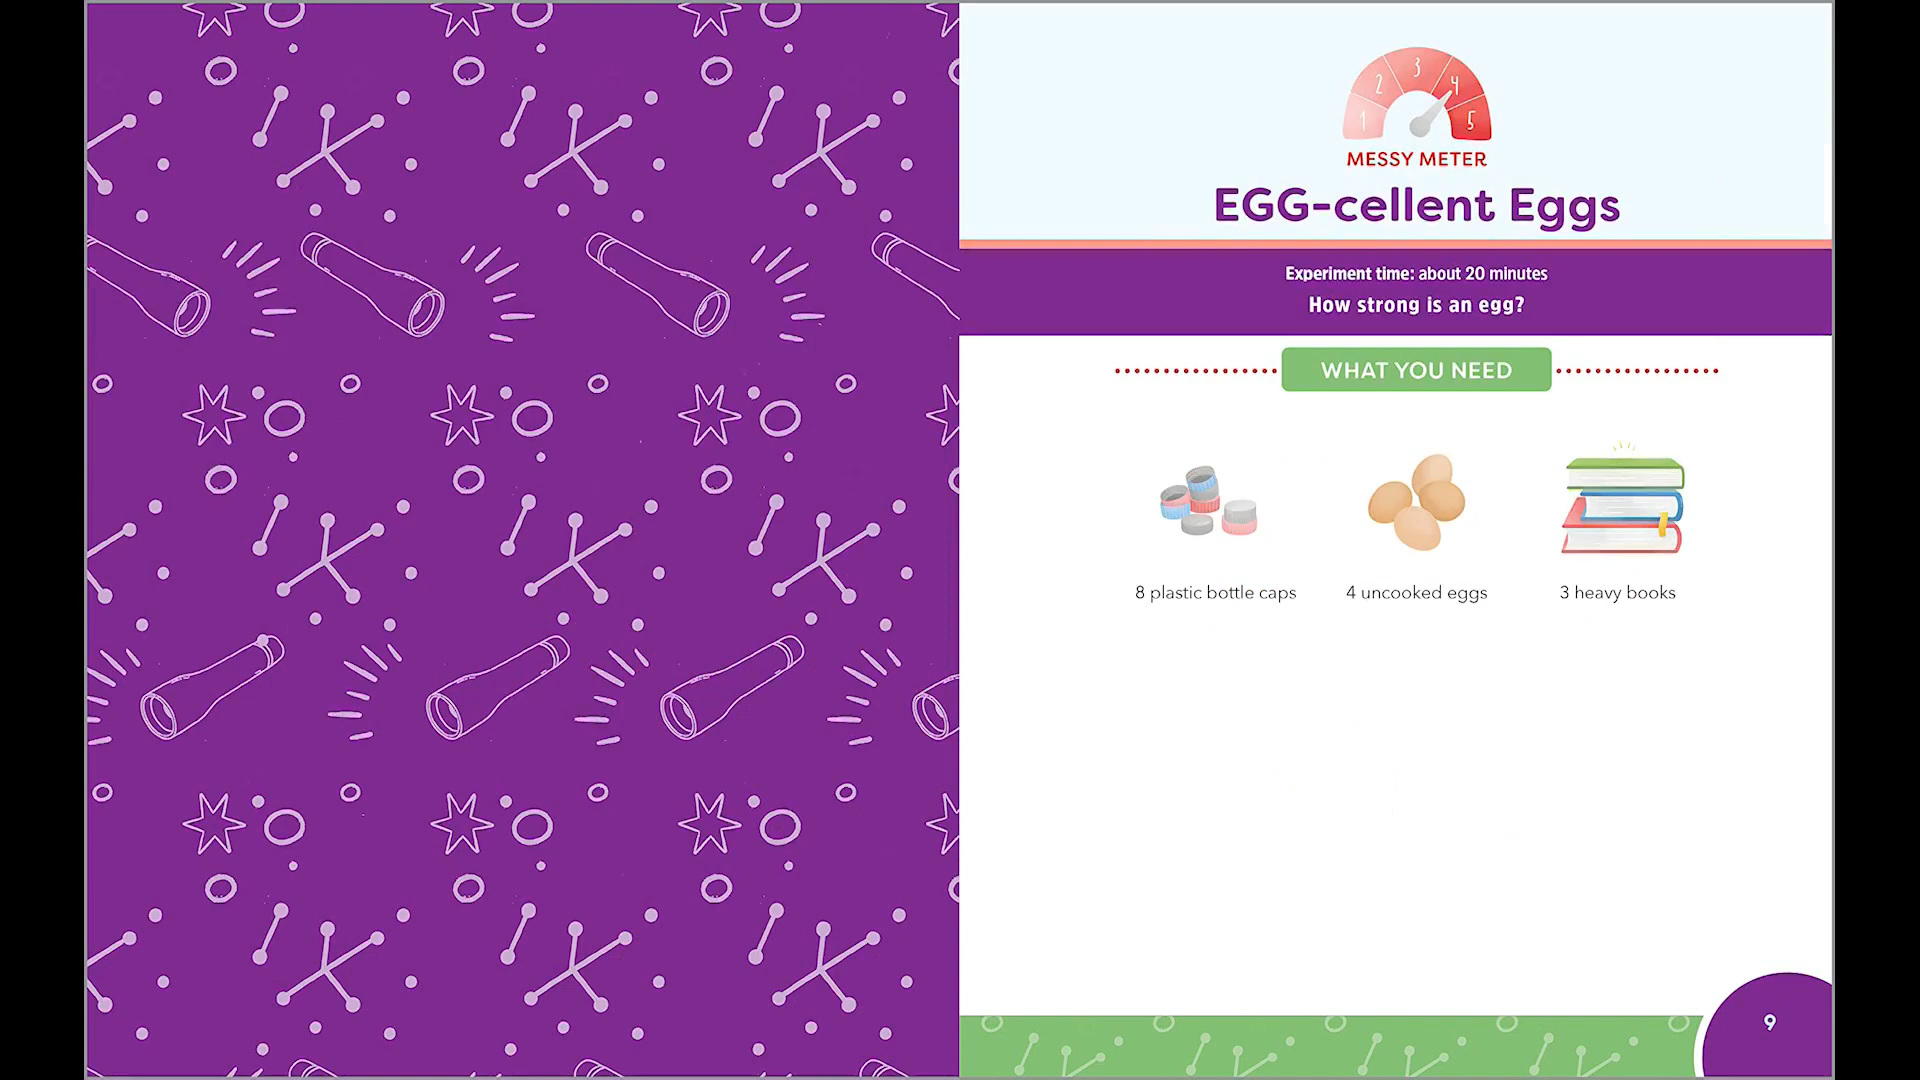 1
2
3
4
5
MESSY METER
EGG-cellent Eggs
Experiment time: about 20 minutes
How strong is an egg?
WHAT YOU NEED
8 plastic bottle caps
4 uncooked eggs
3 heavy books
9